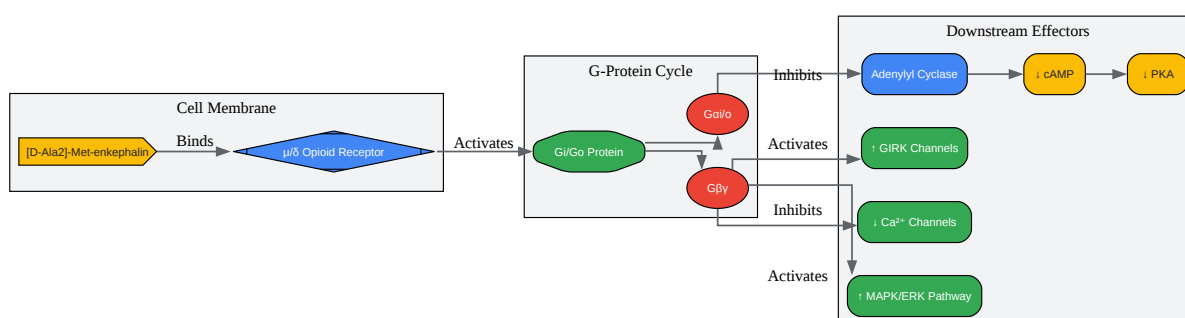 Cell Membrane
[D-Ala2]-Met-enkephalin
Binds
μ/δ Opioid Receptor
Activates
G-Protein Cycle
Gi/Go Protein
Gαi/o
Gβγ
Inhibits
Activates
Inhibits
Activates
Downstream Effectors
Adenylyl Cyclase
↓ cAMP
↓ PKA
↑ GIRK Channels
↓ Ca²⁺ Channels
↑ MAPK/ERK Pathway